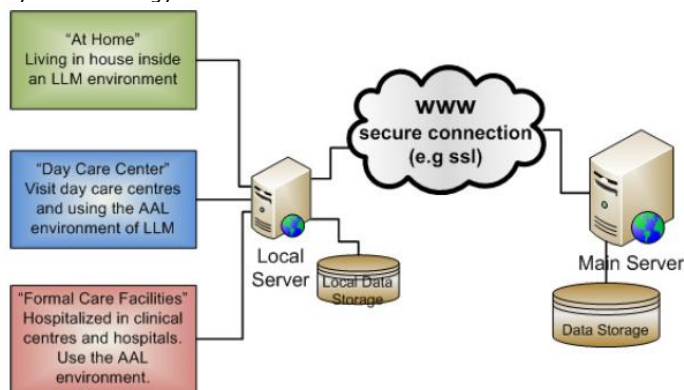 "At Home"
Living in house inside
an LLM environment
www
secure connection
(e.g ssl)
"Day Care Center"
Visit day care centres
and using the AAL
environment of LLM
Local
Server
Main Server
Local Data
Storage
"Formal Care Facilities"
Hospitalized in clinical
centres and hospitals.
Use the AAL
environment.
Data Storage